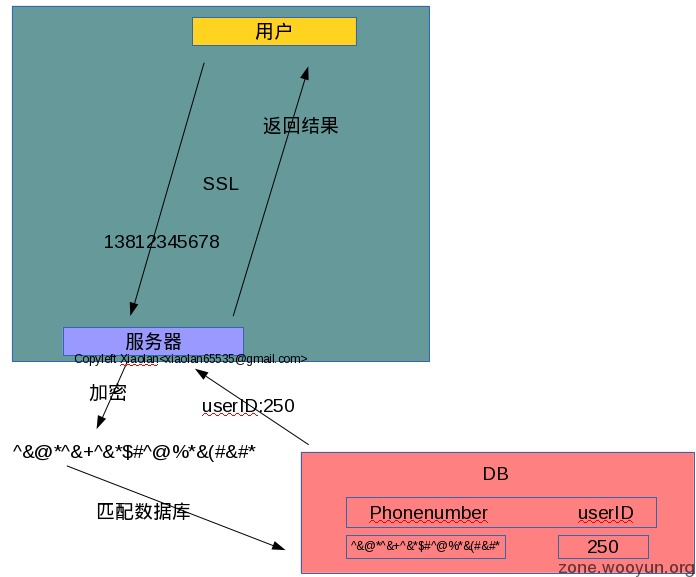 用户
返回结果
SSL
13812345678
服务器
Copyleft Xiaolan<xiaolan65535@gmail.com>
加密
userID:250
^&@*^&+^&*$#^@%*&(#&#*
匹配数据库
DB
Phonenumber userID
^&@*^&+^&*$#^@%*&(#&#* 250
zone.wooyun.org